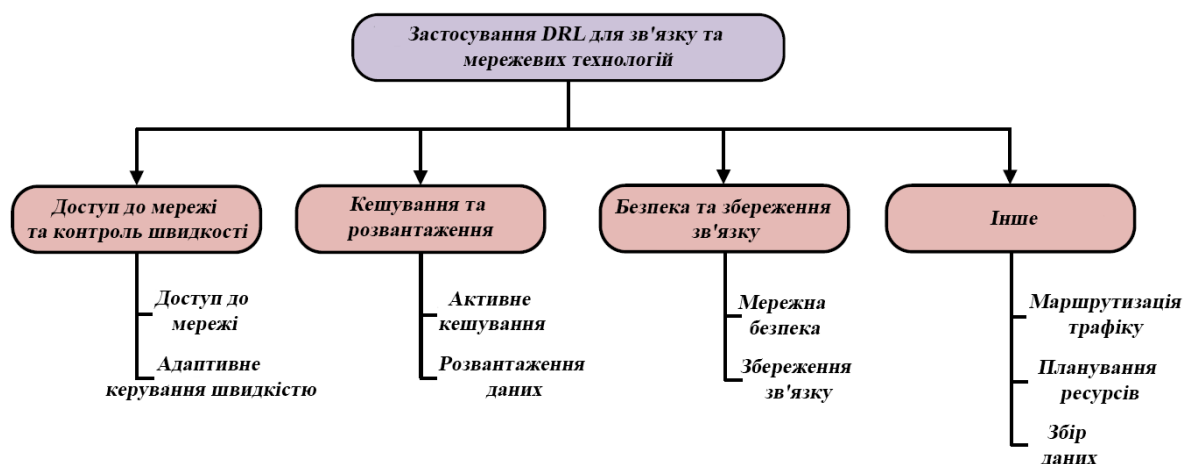 Застосування DRL для зв'язку та
мережевих технологій
Доступ до мережі
та контроль швидкості
Кешування та
розвантаження
Безпека та збереження
зв'язку
Інше
Доступ до
мережі
Адаптивне
керування швидкістю
Активне
кешування
Розвантаження
даних
Мережна
безпека
Збереження
зв'язку
Маршрутизація
трафіку
Планування
ресурсів
Збір
даних